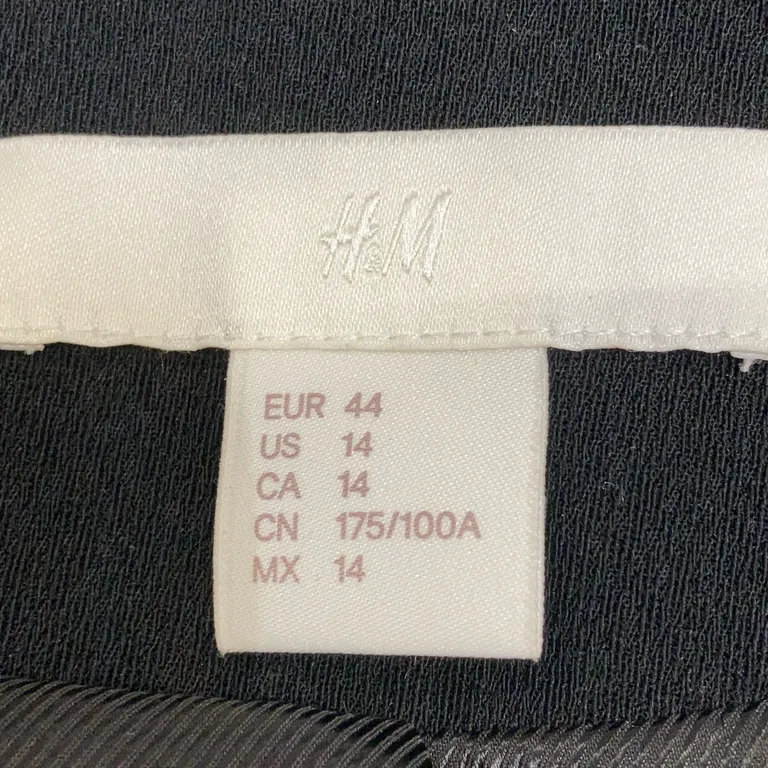 H&M
EUR 44
US 14
CA 14
CN 175/100A
MX 14